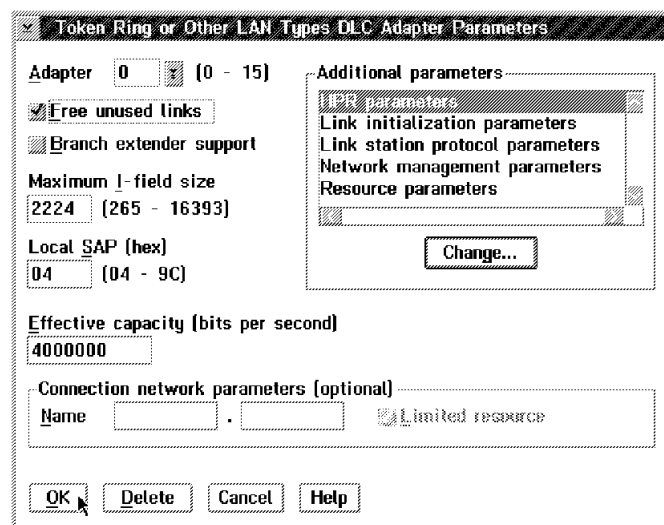 Token Ring or Other LAN Types DLC Adapter Parameters
Adapter 0 (0 - 15)
Free unused links
Branch extender support
Maximum I-field size
2224 (265 - 16393)
Local SAP (hex)
04 (04 - 9C)
Additional parameters
HPR parameters
Link initialization parameters
Link station protocol parameters
Network management parameters
Resource parameters
Change...
Effective capacity (bits per second)
4000000
Connection network parameters (optional)
Name . Limited resource
OK Delete Cancel Help